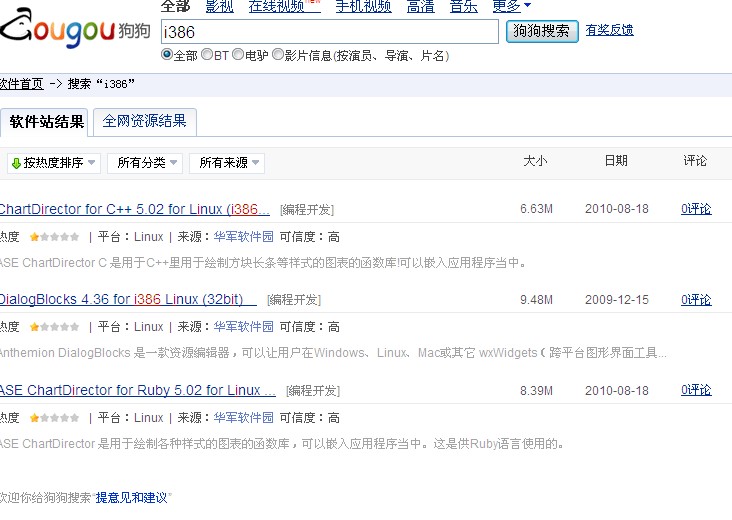 全部 影视 在线视频new 手机视频 高清 音乐 更多
Gougou狗狗 i386 狗狗搜索 有奖反馈
全部 BT 电驴 影片信息(按演员、导演、片名)
软件首页 -> 搜索“i386”
软件站结果 全网资源结果
按热度排序 所有分类 所有来源 大小 日期 评论
ChartDirector for C++ 5.02 for Linux (i386... [编程开发] 6.63M 2010-08-18 0评论
热度 | 平台：Linux | 来源：华军软件园 可信度：高
ASE ChartDirector C 是用于C++里用于绘制方块长条等样式的图表的函数库!可以嵌入应用程序当中。
DialogBlocks 4.36 for i386 Linux (32bit) [编程开发] 9.48M 2009-12-15 0评论
热度 | 平台：Linux | 来源：华军软件园 可信度：高
Anthemion DialogBlocks 是一款资源编辑器，可以让用户在Windows、Linux、Mac或其它 wxWidgets（跨平台图形界面工具...
ASE ChartDirector for Ruby 5.02 for Linux ... [编程开发] 8.39M 2010-08-18 0评论
热度 | 平台：Linux | 来源：华军软件园 可信度：高
ASE ChartDirector 是用于绘制各种样式的图表的函数库，可以嵌入应用程序当中。这是供Ruby语言使用的。
欢迎你给狗狗搜索“提意见和建议”